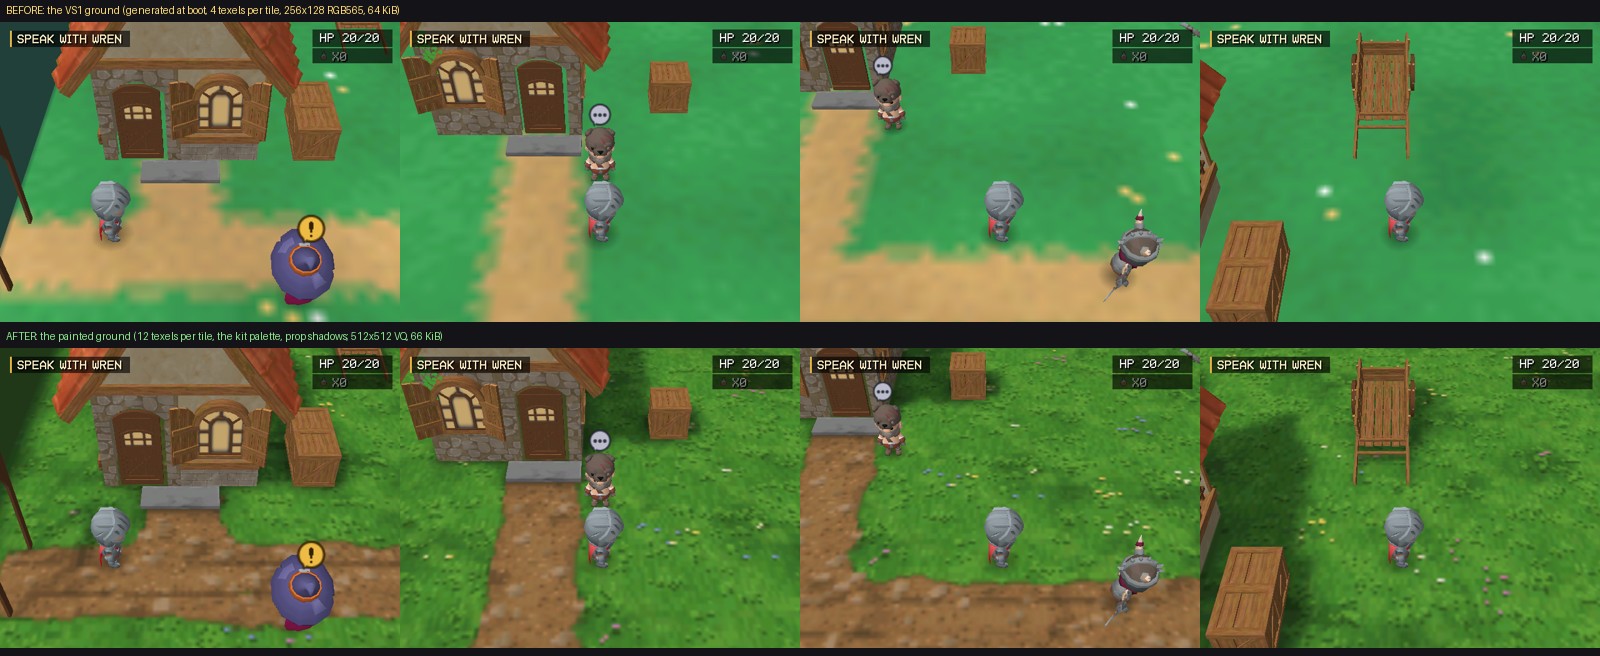 BEFORE: the VS1 ground (generated at boot, 4 texels per tile, 256x128 RGB565, 64 KiB)
SPEAK WITH WREN
HP 20/20
X0
SPEAK WITH WREN
HP 20/20
X0
SPEAK WITH WREN
HP 20/20
X0
SPEAK WITH WREN
HP 20/20
X0
AFTER: the painted ground (12 texels per tile, the kit palette, prop shadows; 512x512 VQ, 66 KiB)
SPEAK WITH WREN
HP 20/20
X0
SPEAK WITH WREN
HP 20/20
X0
SPEAK WITH WREN
HP 20/20
X0
SPEAK WITH WREN
HP 20/20
X0